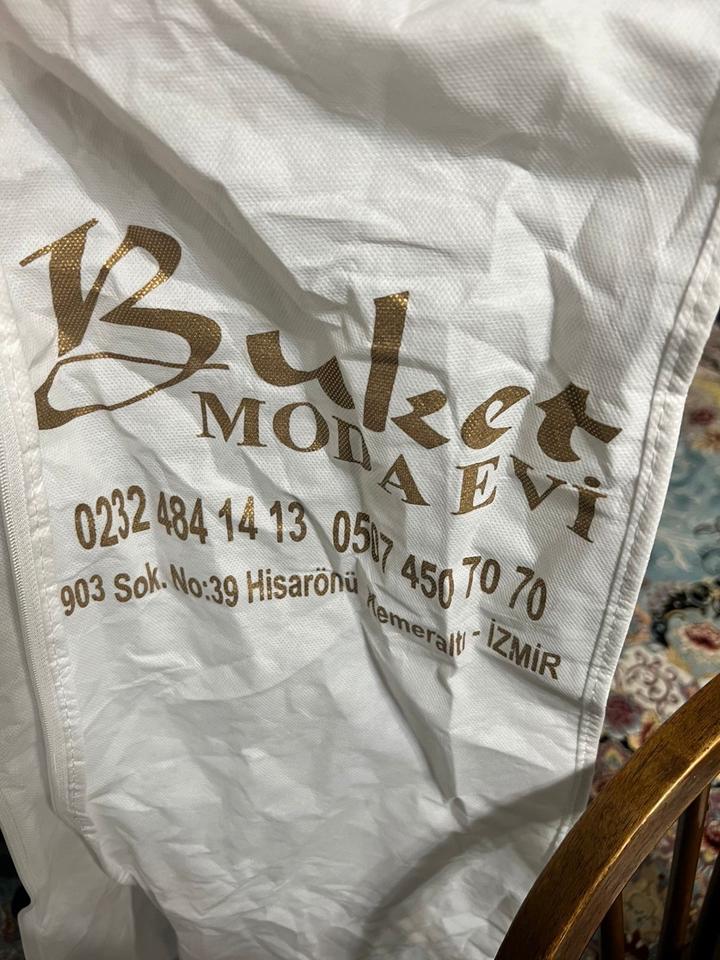 Buket
MODA EVİ
0232 484 14 13 0507 450 70 70
903 Sok. No:39 Hisarönü Kemeraltı - İZMİR